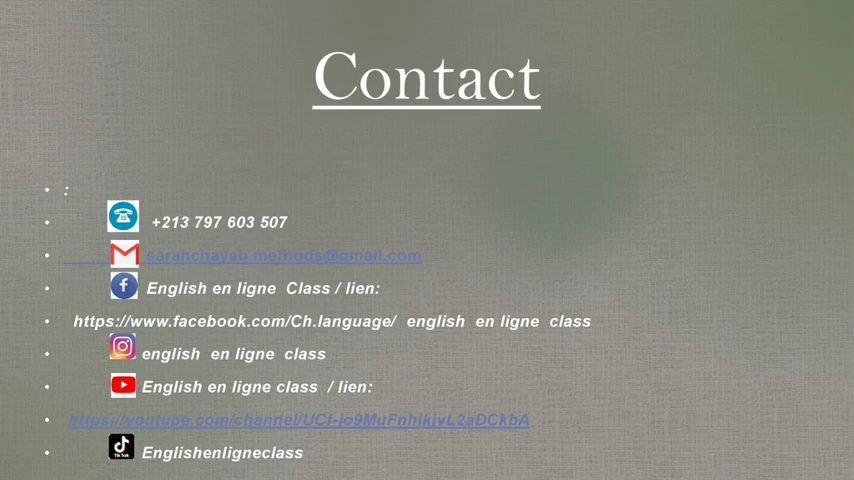 Contact
• :
• +213 797 603 507
• sarahchayab.methods@gmail.com
• English en ligne Class / lien:
• https://www.facebook.com/Ch.language/ english en ligne class
• english en ligne class
• English en ligne class / lien:
• https://youtube.com/channel/UCf-jo9MuFnhlkjvL2aDCkbA
• Englishenligneclass